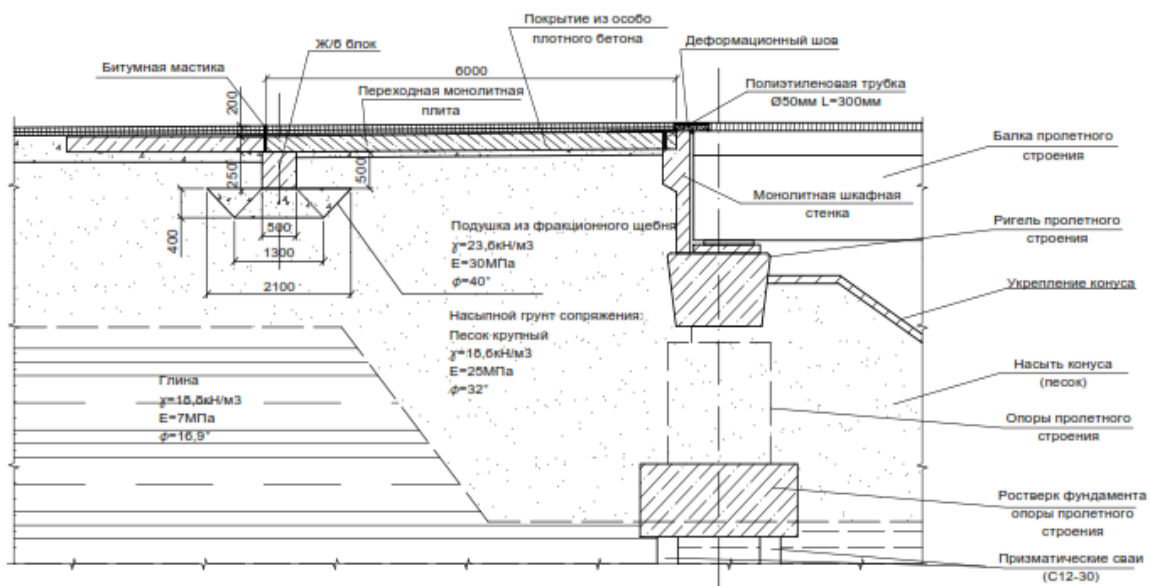 Покрытие из особо
плотного бетона
Ж/б блок
Деформационный шов
Битумная мастика
6000
Полиэтиленовая трубка
Ø50мм L=300мм
Переходная монолитная
плита
200
Балка пролетного
строения
250
500
Монолитная шкафная
стенка
400
500
1300
2100
Подушка из фракционного щебня
γ=23,6кН/м3
E=30МПа
ϕ=40°
Ригель пролетного
строения
Укрепление конуса
Насыпной грунт сопряжения:
Песок крупный
γ=18,6кН/м3
E=25МПа
ϕ=32°
Глина
γ=18,8кН/м3
E=7МПа
ϕ=16,9°
Насыть конуса
(песок)
Опоры пролетного
строения
Ростверк фундамента
опоры пролетного
строения
Призматические сваи
(С12-30)